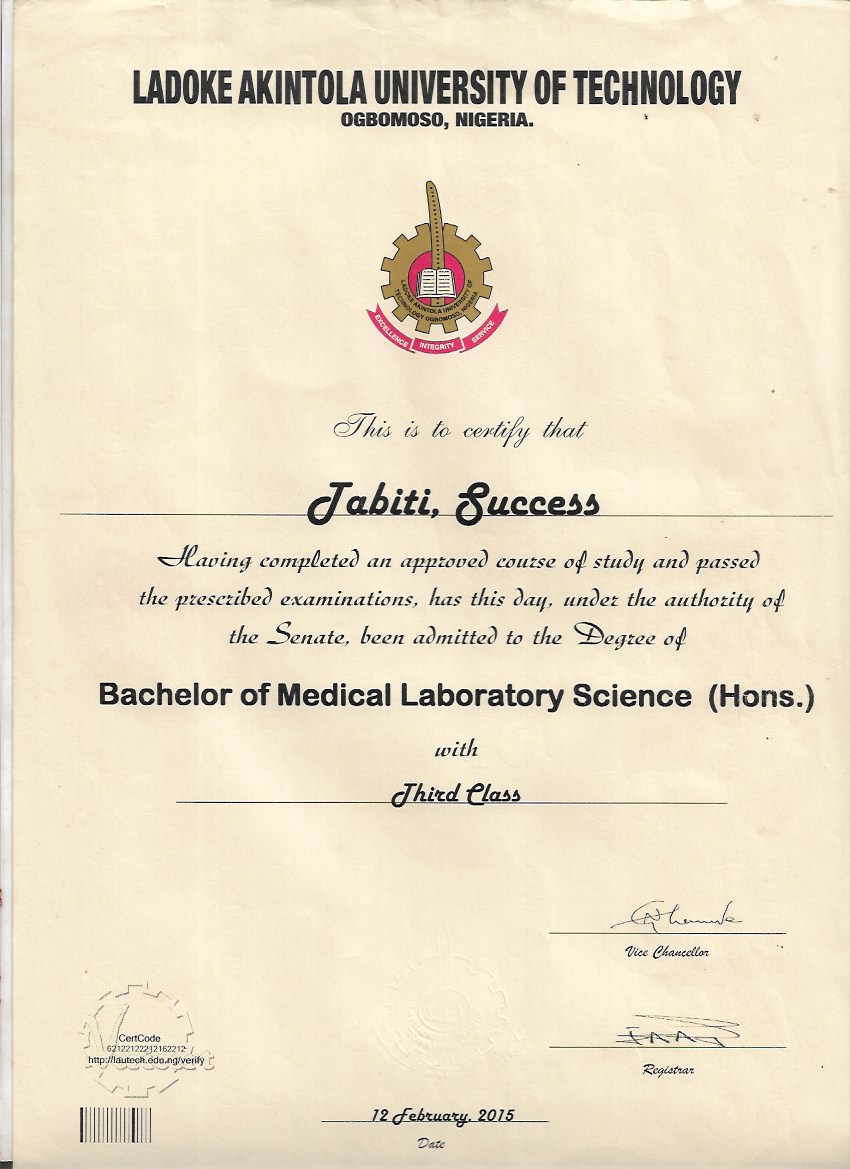 LADOKE AKINTOLA UNIVERSITY OF TECHNOLOGY
OGBOMOSO, NIGERIA.
LADOKE AKINTOLA UNIVERSITY OF
TECHNOLOGY OGBOMOSO, NIGERIA
EXCELLENCE INTEGRITY SERVICE
This is to certify that
Tabiti, Success
Having completed an approved course of study and passed
the prescribed examinations, has this day, under the authority of
the Senate, been admitted to the Degree of
Bachelor of Medical Laboratory Science (Hons.)
with
Third Class
Vice Chancellor
CertCode
62122122212162212
http://lautech.edu.ng/verify
Registrar
12 February, 2015
Date